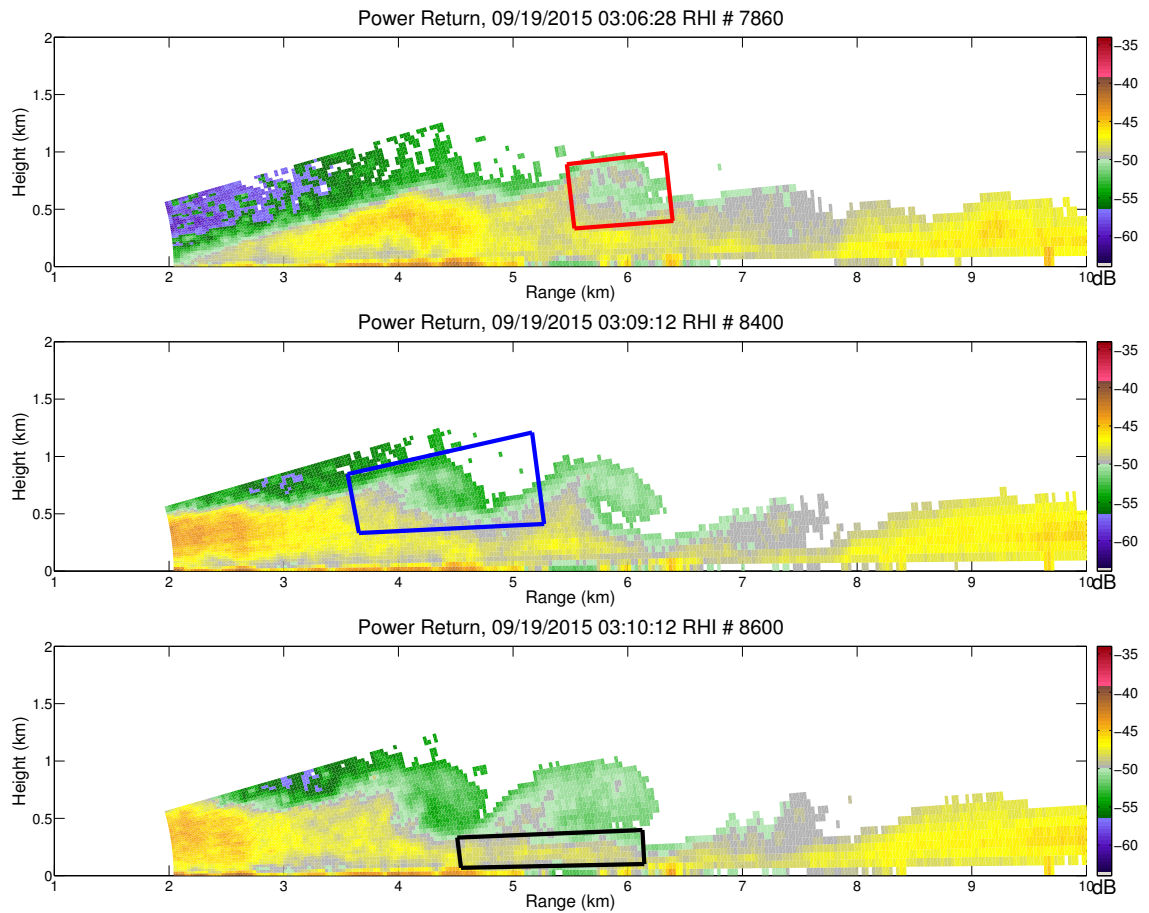 Power Return, 09/19/2015 03:06:28 RHI # 7860
2
1.5
1
0.5
0
Height (km)
1 2 3 4 5 6 7 8 9 10
Range (km)
−35
−40
−45
−50
−55
−60
dB
Power Return, 09/19/2015 03:09:12 RHI # 8400
2
1.5
1
0.5
0
Height (km)
1 2 3 4 5 6 7 8 9 10
Range (km)
−35
−40
−45
−50
−55
−60
dB
Power Return, 09/19/2015 03:10:12 RHI # 8600
2
1.5
1
0.5
0
Height (km)
1 2 3 4 5 6 7 8 9 10
Range (km)
−35
−40
−45
−50
−55
−60
dB